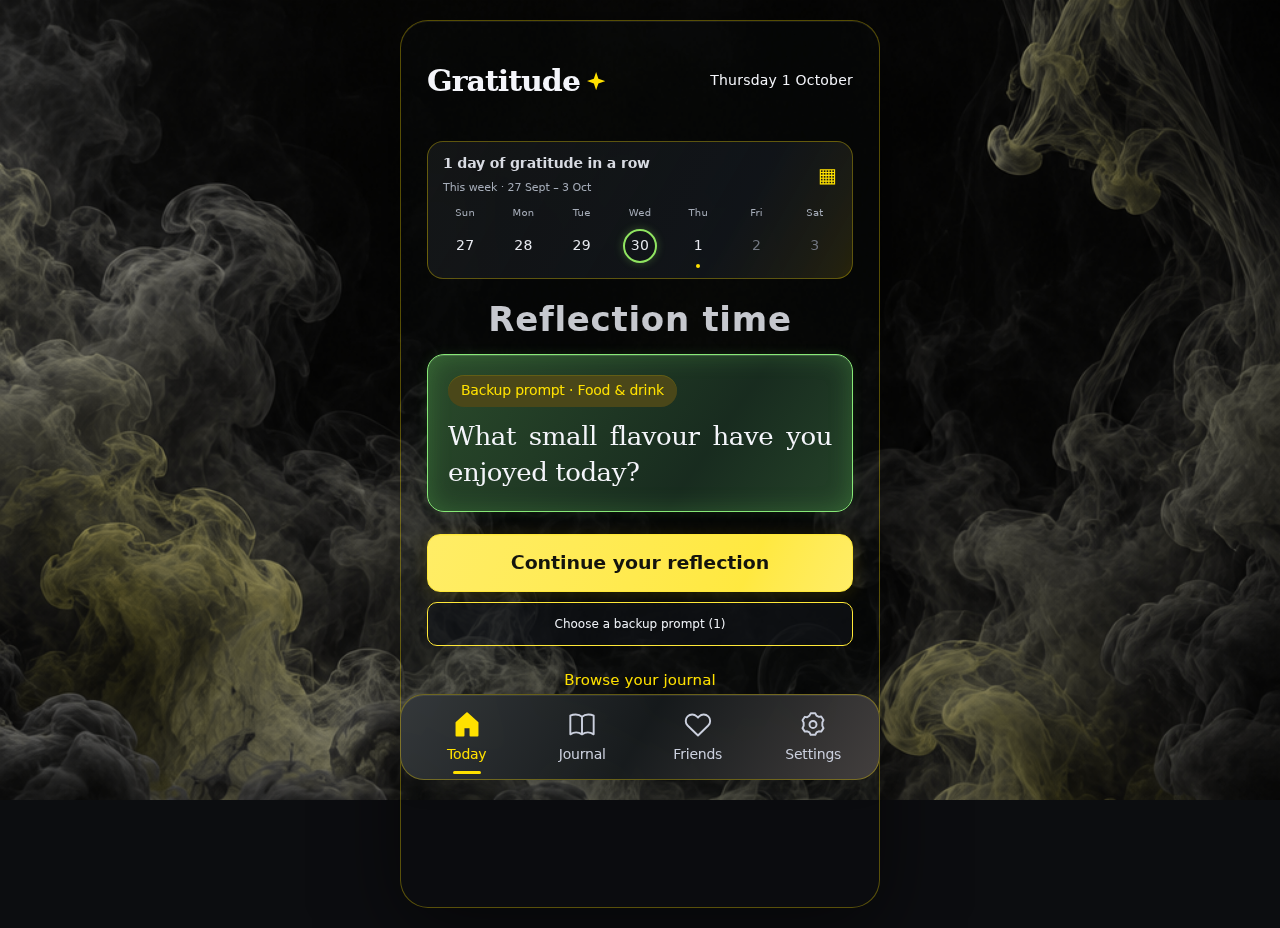 Gratitude
Thursday 1 October
1 day of gratitude in a row
This week · 27 Sept – 3 Oct
Sun Mon Tue Wed Thu Fri Sat
27 28 29 30 1 2 3
Reflection time
Backup prompt · Food & drink
What small flavour have you
enjoyed today?
Continue your reflection
Choose a backup prompt (1)
Browse your journal
Today Journal Friends Settings